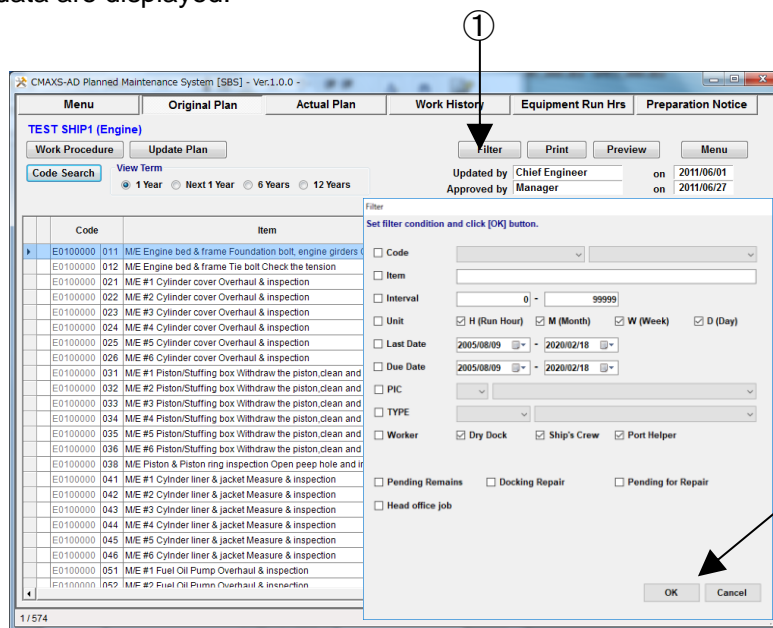 data are displayed.
①
CMAXS-AD Planned Maintenance System [SBS] - Ver.1.0.0 -
Menu Original Plan Actual Plan Work History Equipment Run Hrs Preparation Notice
TEST SHIP1 (Engine)
Work Procedure Update Plan Filter Print Preview Menu
Code Search View Term Updated by Chief Engineer on 2011/06/01
1 Year Next 1 Year 6 Years 12 Years Approved by Manager on 2011/06/27
Filter
Set filter condition and click [OK] button.
Code Item
E0100000 011 M/E Engine bed & frame Foundation bolt, engine girders
E0100000 012 M/E Engine bed & frame Tie bolt Check the tension
E0100000 021 M/E #1 Cylinder cover Overhaul & inspection
E0100000 022 M/E #2 Cylinder cover Overhaul & inspection
E0100000 023 M/E #3 Cylinder cover Overhaul & inspection
E0100000 024 M/E #4 Cylinder cover Overhaul & inspection
E0100000 025 M/E #5 Cylinder cover Overhaul & inspection
E0100000 026 M/E #6 Cylinder cover Overhaul & inspection
E0100000 031 M/E #1 Piston/Stuffing box Withdraw the piston,clean and
E0100000 032 M/E #2 Piston/Stuffing box Withdraw the piston,clean and
E0100000 033 M/E #3 Piston/Stuffing box Withdraw the piston,clean and
E0100000 034 M/E #4 Piston/Stuffing box Withdraw the piston,clean and
E0100000 035 M/E #5 Piston/Stuffing box Withdraw the piston,clean and
E0100000 036 M/E #6 Piston/Stuffing box Withdraw the piston,clean and
E0100000 038 M/E Piston & Piston ring inspection Open peep hole and
E0100000 041 M/E #1 Cylnder liner & jacket Measure & inspection
E0100000 042 M/E #2 Cylnder liner & jacket Measure & inspection
E0100000 043 M/E #3 Cylnder liner & jacket Measure & inspection
E0100000 044 M/E #4 Cylnder liner & jacket Measure & inspection
E0100000 045 M/E #5 Cylnder liner & jacket Measure & inspection
E0100000 046 M/E #6 Cylnder liner & jacket Measure & inspection
E0100000 051 M/E #1 Fuel Oil Pump Overhaul & inspection
E0100000 052 M/E #2 Fuel Oil Pump Overhaul & inspection
Code
Item
Interval 0 - 99999
Unit H (Run Hour) M (Month) W (Week) D (Day)
Last Date 2005/08/09 - 2020/02/18
Due Date 2005/08/09 - 2020/02/18
PIC
TYPE
Worker Dry Dock Ship's Crew Port Helper
Pending Remains Docking Repair Pending for Repair
Head office job
OK Cancel
1 / 574